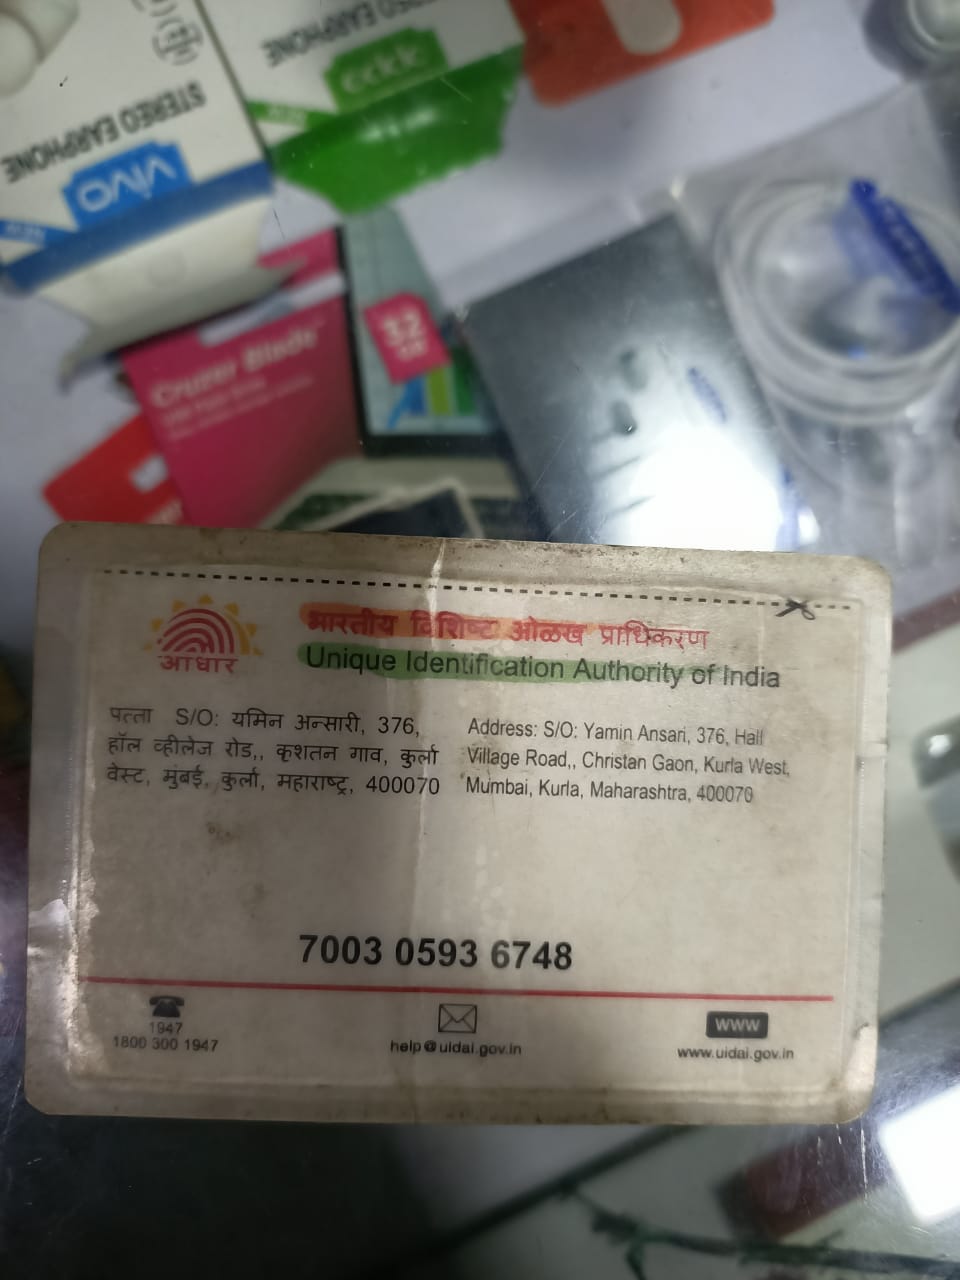 STEREO EARPHONE
vivo
NEW
STEREO EARPHONE
Cruzer Blade
32
GB
आधार
भारतीय विशिष्ट ओळख प्राधिकरण
Unique Identification Authority of India
पत्ता S/O: यमिन अन्सारी, 376,
हॉल व्हीलेज रोड,, कृशतन गाव, कुर्ला
वेस्ट, मुंबई, कुर्ला, महाराष्ट्र, 400070
Address: S/O: Yamin Ansari, 376, Hall
Village Road,, Christan Gaon, Kurla West,
Mumbai, Kurla, Maharashtra, 400070
7003 0593 6748
1947
1800 300 1947
help@uidai.gov.in
www
www.uidai.gov.in